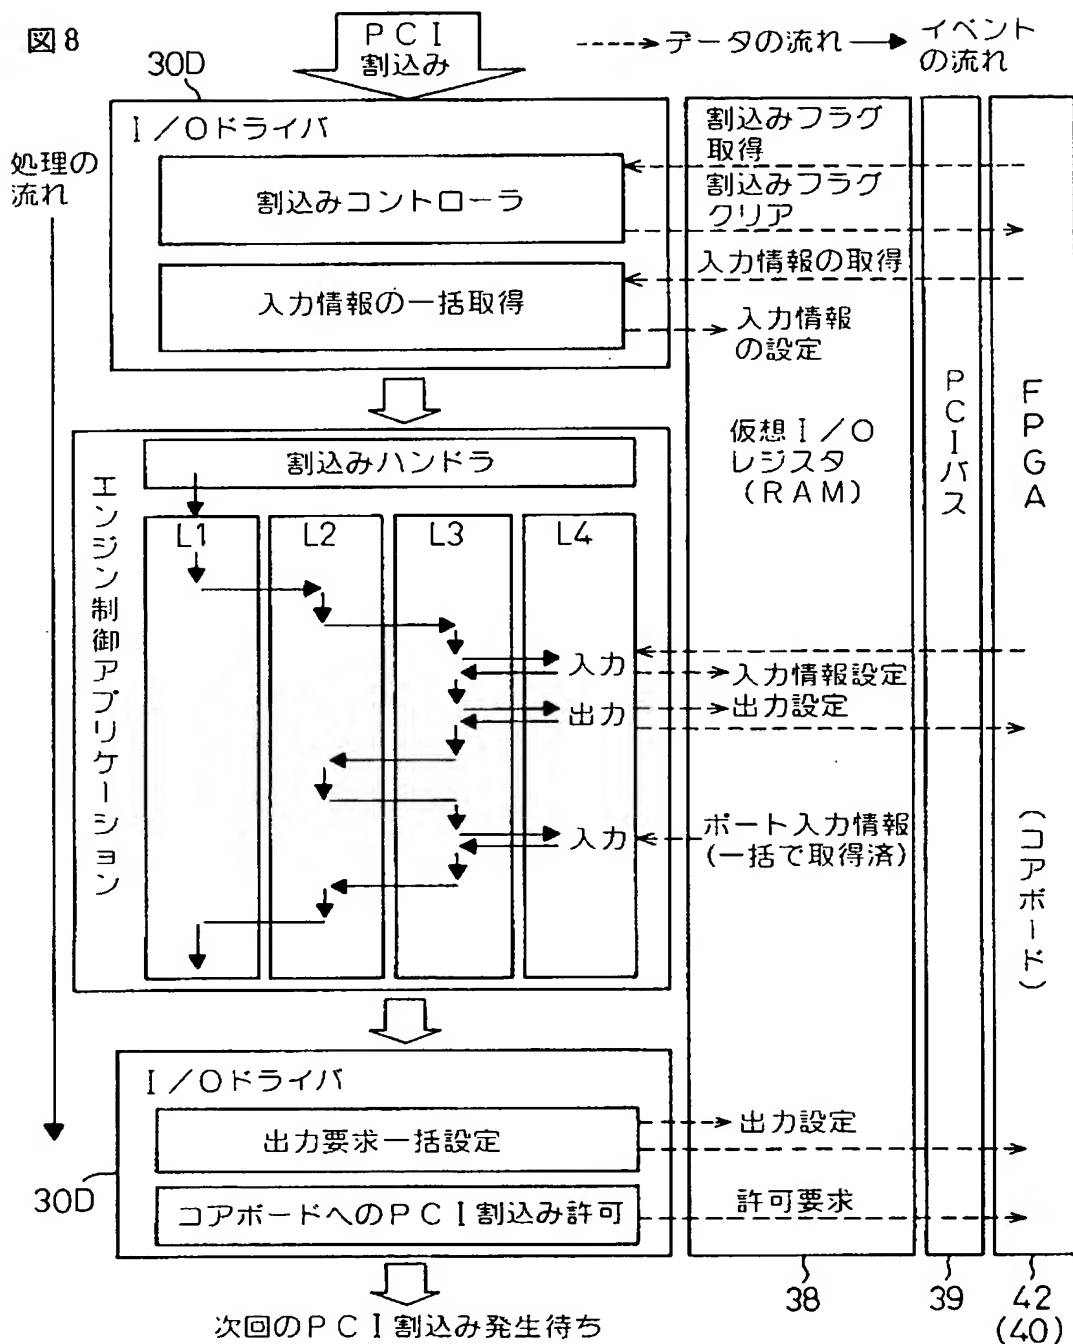 図8
PCI
割込み
データの流れ
イベント
の流れ
30D
I/Oドライバ
処理の
流れ
割込みコントローラ
割込みフラグ
取得
割込みフラグ
クリア
入力情報の一括取得
入力情報の取得
入力情報
の設定
エンジン制御アプリケーション
割込みハンドラ
L1
L2
L3
L4
入力
出力
入力
仮想I/O
レジスタ
(RAM)
入力情報設定
出力設定
ポート入力情報
(一括で取得済)
PCIバス
FPGA
(コアボード)
I/Oドライバ
出力要求一括設定
出力設定
30D
コアボードへのPCI割込み許可
許可要求
次回のPCI割込み発生待ち
38
39
42
(40)